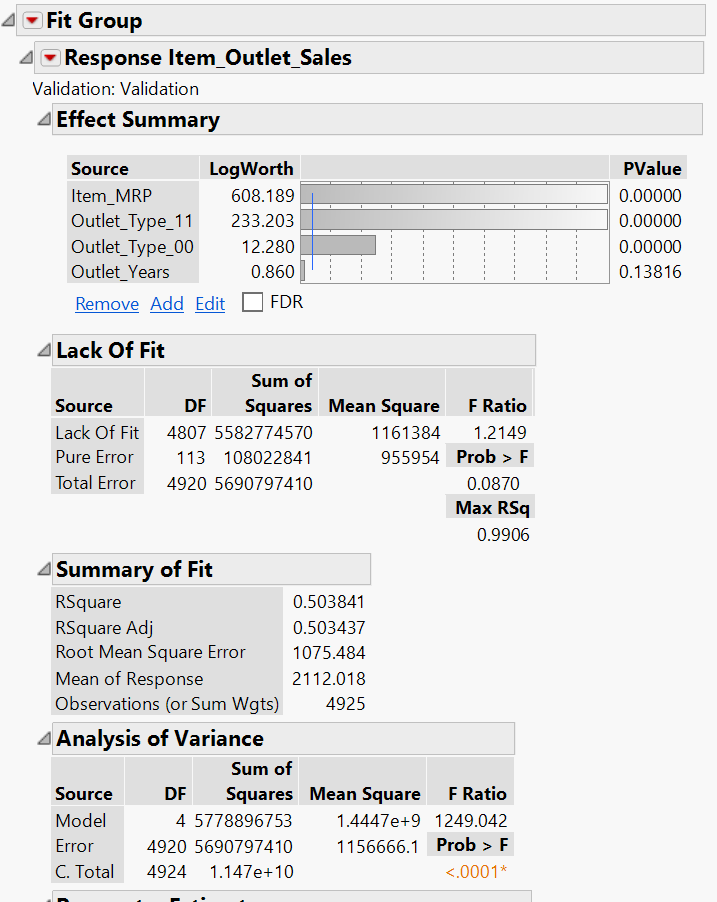 Fit Group
Response Item_Outlet_Sales
Validation: Validation
Effect Summary
Source LogWorth PValue
Item_MRP 608.189 0.00000
Outlet_Type_11 233.203 0.00000
Outlet_Type_00 12.280 0.00000
Outlet_Years 0.860 0.13816
Remove Add Edit FDR
Lack Of Fit
Sum of
Source DF Squares Mean Square F Ratio
Lack Of Fit 4807 5582774570 1161384 1.2149
Pure Error 113 108022841 955954 Prob > F
Total Error 4920 5690797410 0.0870
Max RSq
0.9906
Summary of Fit
RSquare 0.503841
RSquare Adj 0.503437
Root Mean Square Error 1075.484
Mean of Response 2112.018
Observations (or Sum Wgts) 4925
Analysis of Variance
Sum of
Source DF Squares Mean Square F Ratio
Model 4 5778896753 1.4447e+9 1249.042
Error 4920 5690797410 1156666.1 Prob > F
C. Total 4924 1.147e+10 <.0001*